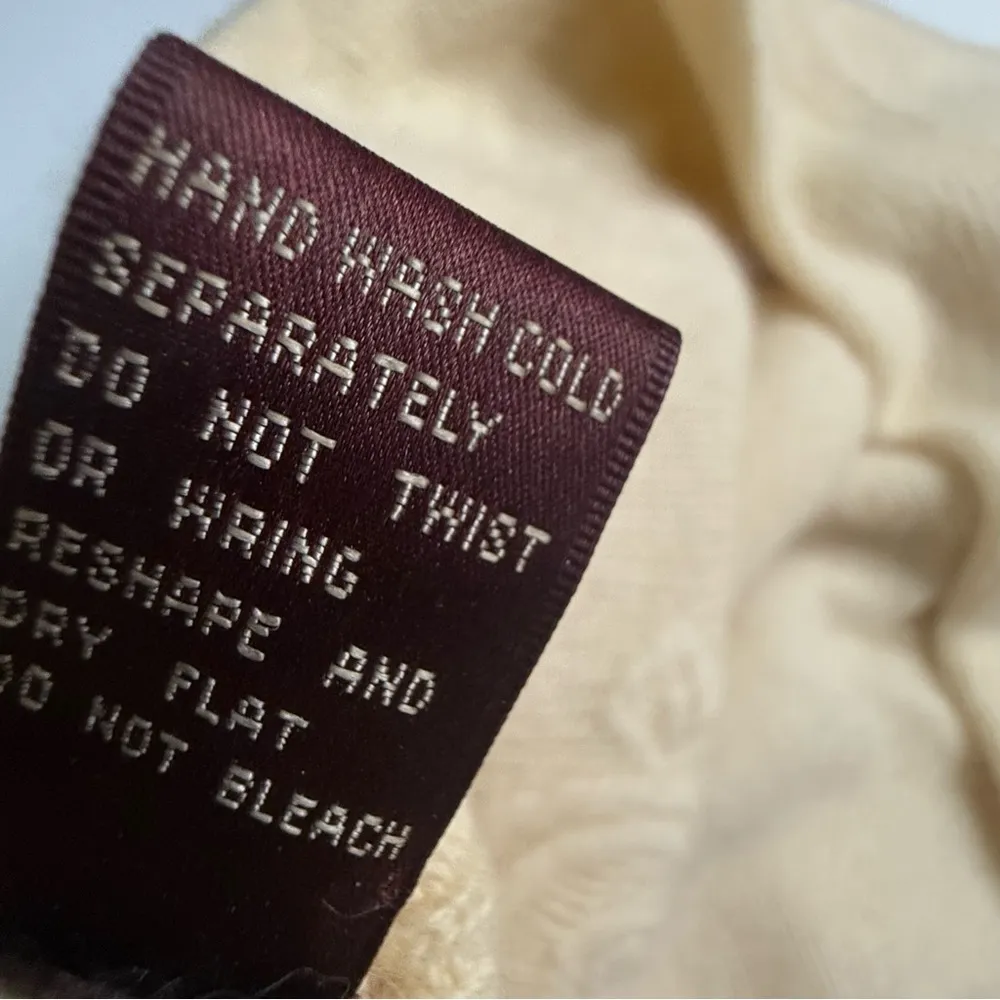 HAND WASH COLD
SEPARATELY
DO NOT TWIST
OR WRING
RESHAPE AND
DRY FLAT
DO NOT BLEACH